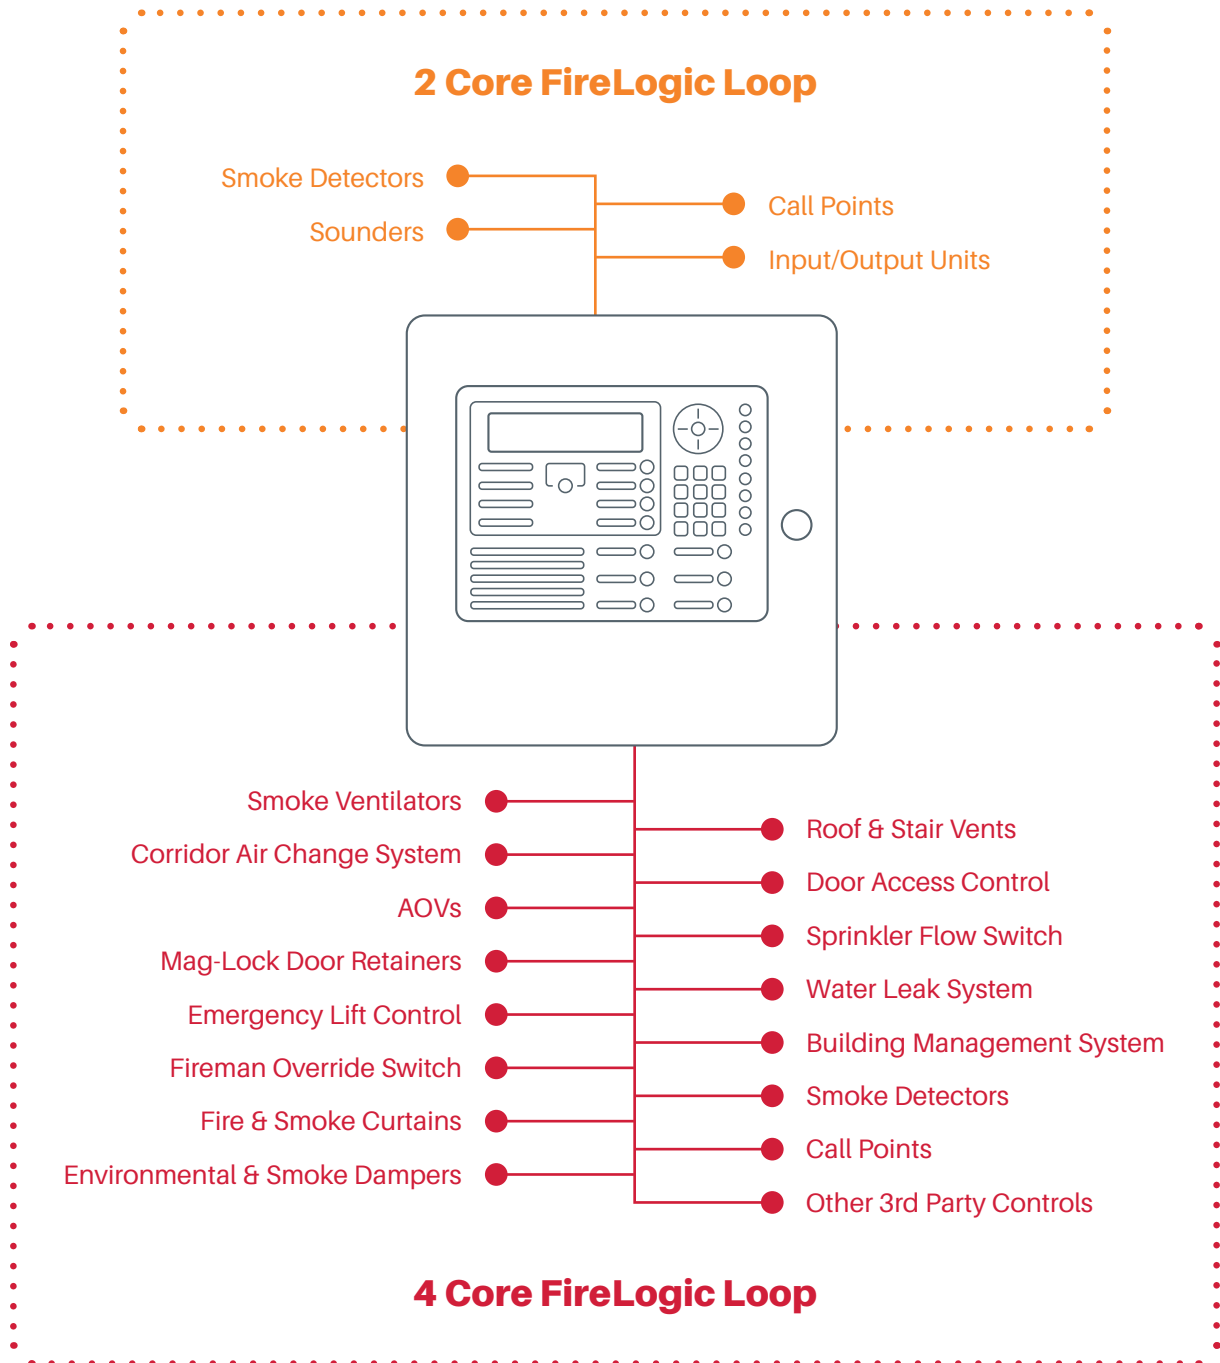 2 Core FireLogic Loop
Smoke Detectors
Sounders
Call Points
Input/Output Units
Smoke Ventilators
Corridor Air Change System
AOVs
Mag-Lock Door Retainers
Emergency Lift Control
Fireman Override Switch
Fire & Smoke Curtains
Environmental & Smoke Dampers
Roof & Stair Vents
Door Access Control
Sprinkler Flow Switch
Water Leak System
Building Management System
Smoke Detectors
Call Points
Other 3rd Party Controls
4 Core FireLogic Loop